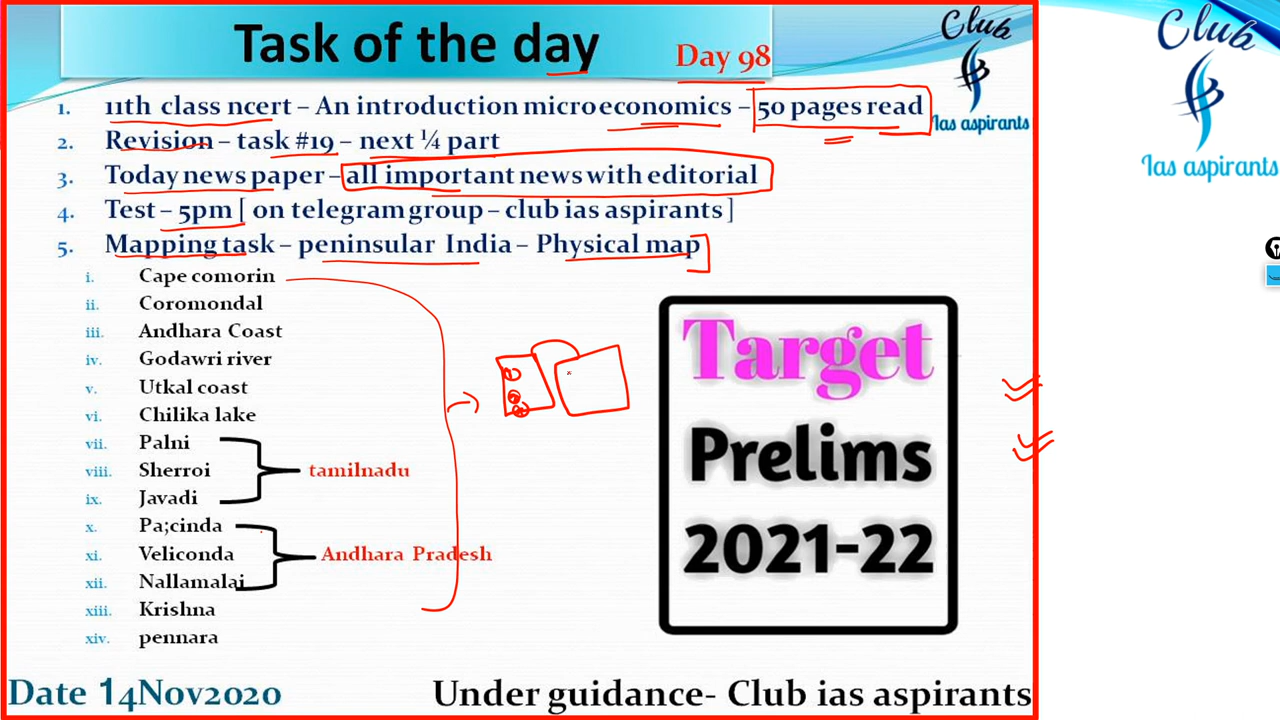 Task of the day
Day 98
Club
Ias aspirants
1. 11th class ncert – An introduction microeconomics – 50 pages read
2. Revision – task #19 – next ¼ part
3. Today news paper – all important news with editorial
4. Test – 5pm [ on telegram group – club ias aspirants ]
5. Mapping task – peninsular India – Physical map
i. Cape comorin
ii. Coromondal
iii. Andhara Coast
iv. Godawri river
v. Utkal coast
vi. Chilika lake
vii. Palni
viii. Sherroi
ix. Javadi
tamilnadu
x. Pa;cinda
xi. Veliconda
xii. Nallamalai
Andhara Pradesh
xiii. Krishna
xiv. pennara
Target
Prelims
2021-22
Date 14Nov2020
Under guidance- Club ias aspirants
Club
Ias aspirants